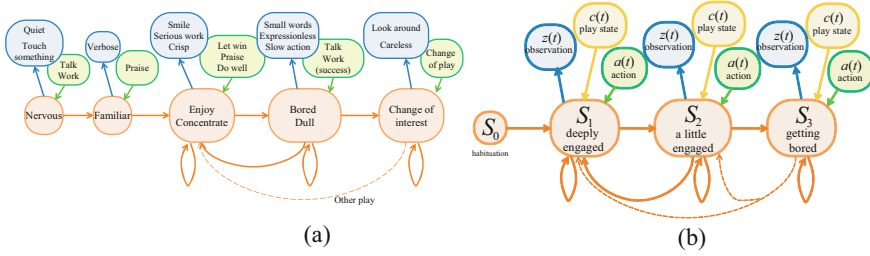 Quiet
Touch
something
Talk
Work
Nervous
Verbose
Praise
Familiar
Smile
Serious work
Crisp
Let win
Praise
Do well
Enjoy
Concentrate
Small words
Expressionless
Slow action
Talk
Work
(success)
Bored
Dull
Look around
Careless
Change
of play
Change of
interest
Other play
(a)
S₀
habituation
z(t)
observation
c(t)
play state
a(t)
action
S₁
deeply
engaged
z(t)
observation
c(t)
play state
a(t)
action
S₂
a little
engaged
z(t)
observation
c(t)
play state
a(t)
action
S₃
getting
bored
(b)